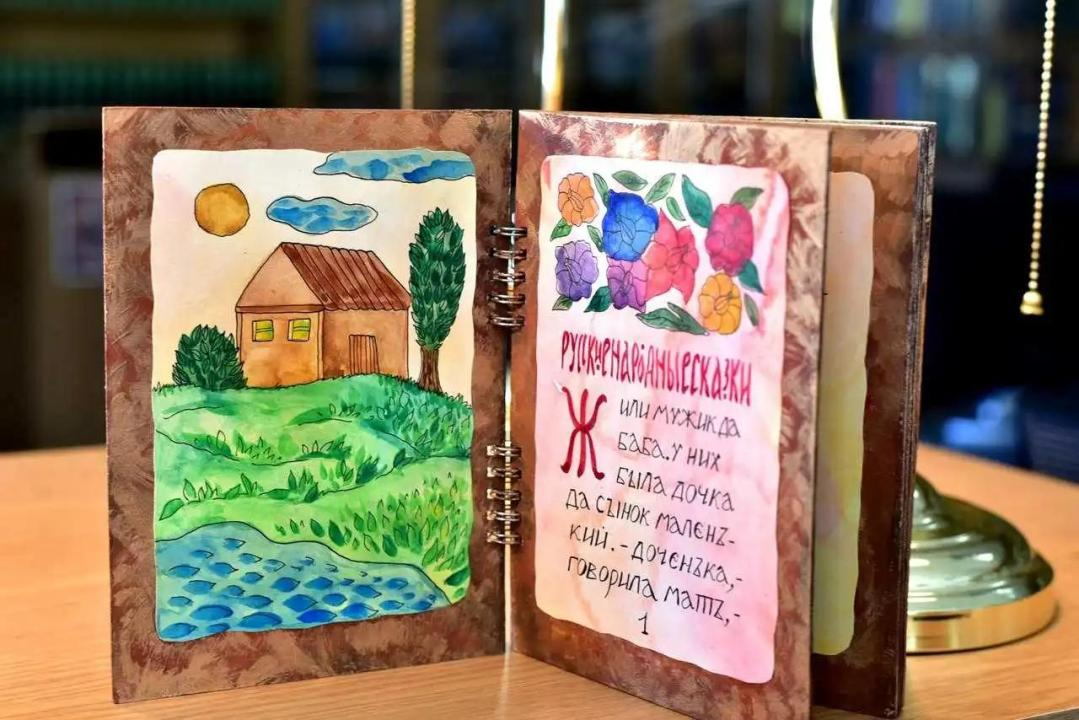 РУССКИЕ НАРОДНЫЕ СКАЗКИ
Жили мужик да
баба. У них
была дочка
да сынок малень-
кий. - доченька, -
говорила мать, -
1